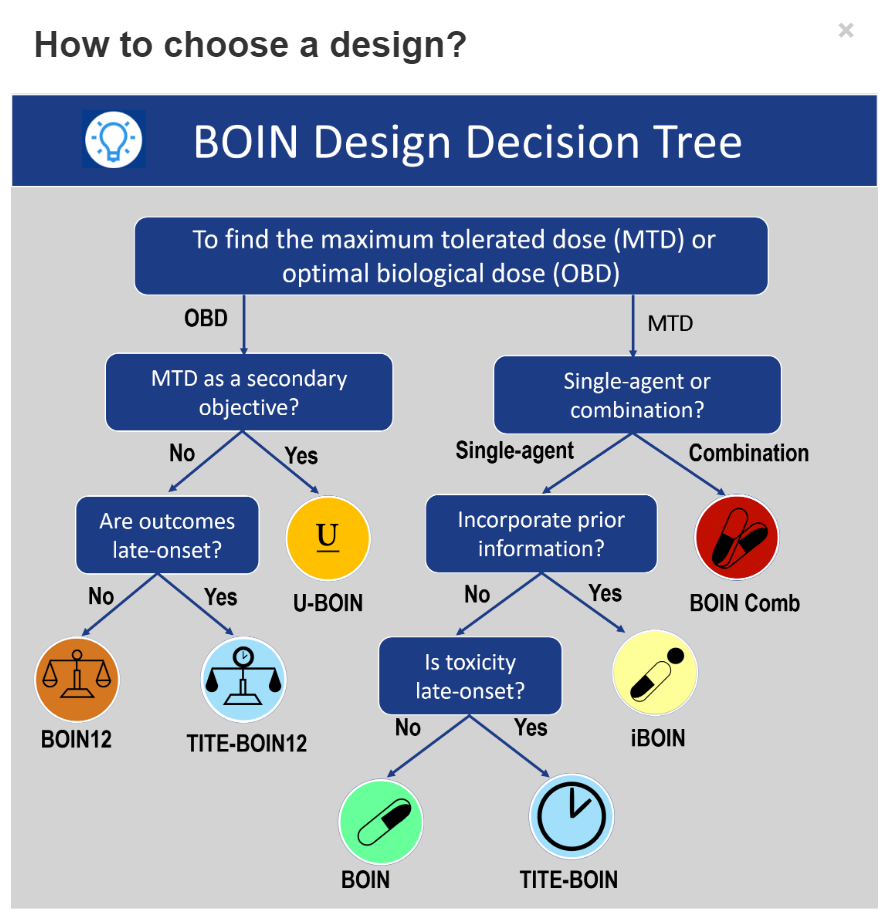 How to choose a design?
×
BOIN Design Decision Tree
To find the maximum tolerated dose (MTD) or
optimal biological dose (OBD)
OBD
MTD
MTD as a secondary
objective?
Single-agent or
combination?
No
Yes
Single-agent
Combination
Are outcomes
late-onset?
U
U-BOIN
Incorporate prior
information?
BOIN Comb
No
Yes
No
Yes
BOIN12
TITE-BOIN12
Is toxicity
late-onset?
iBOIN
No
Yes
BOIN
TITE-BOIN